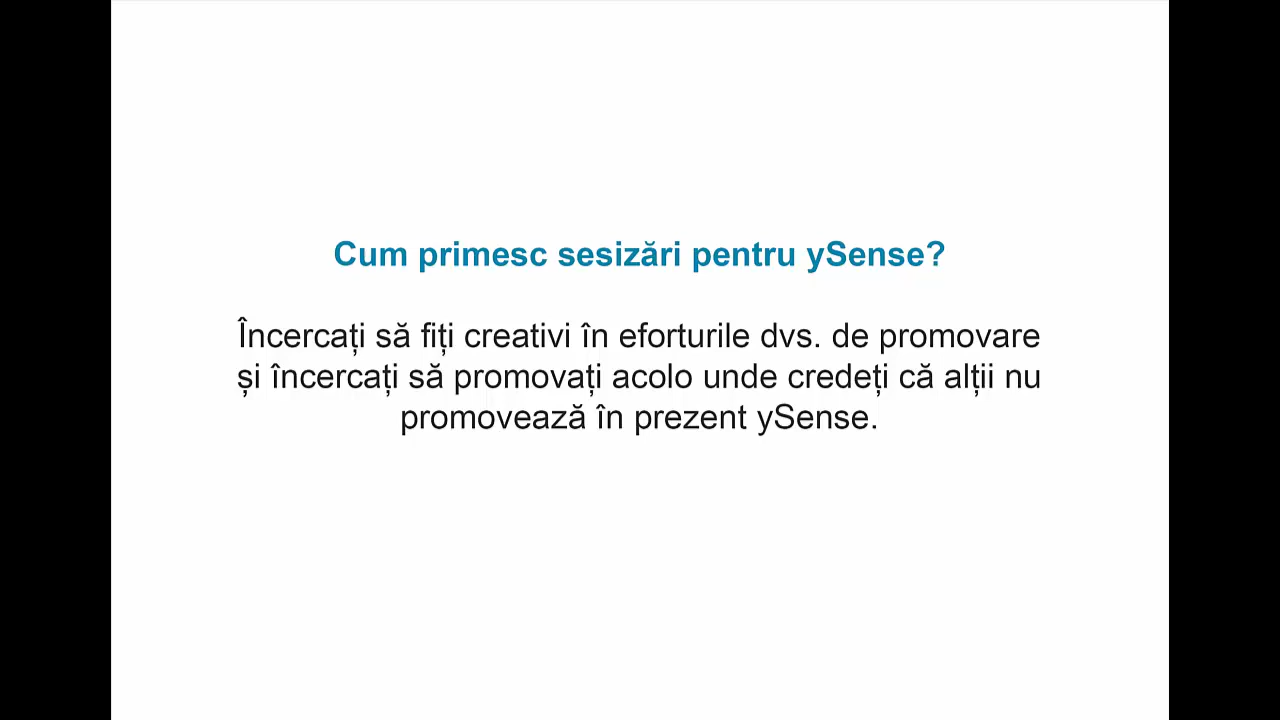 Cum primesc sesizări pentru ySense?
Încercați să fiți creativi în eforturile dvs. de promovare
și încercați să promovați acolo unde credeți că alții nu
promovează în prezent ySense.